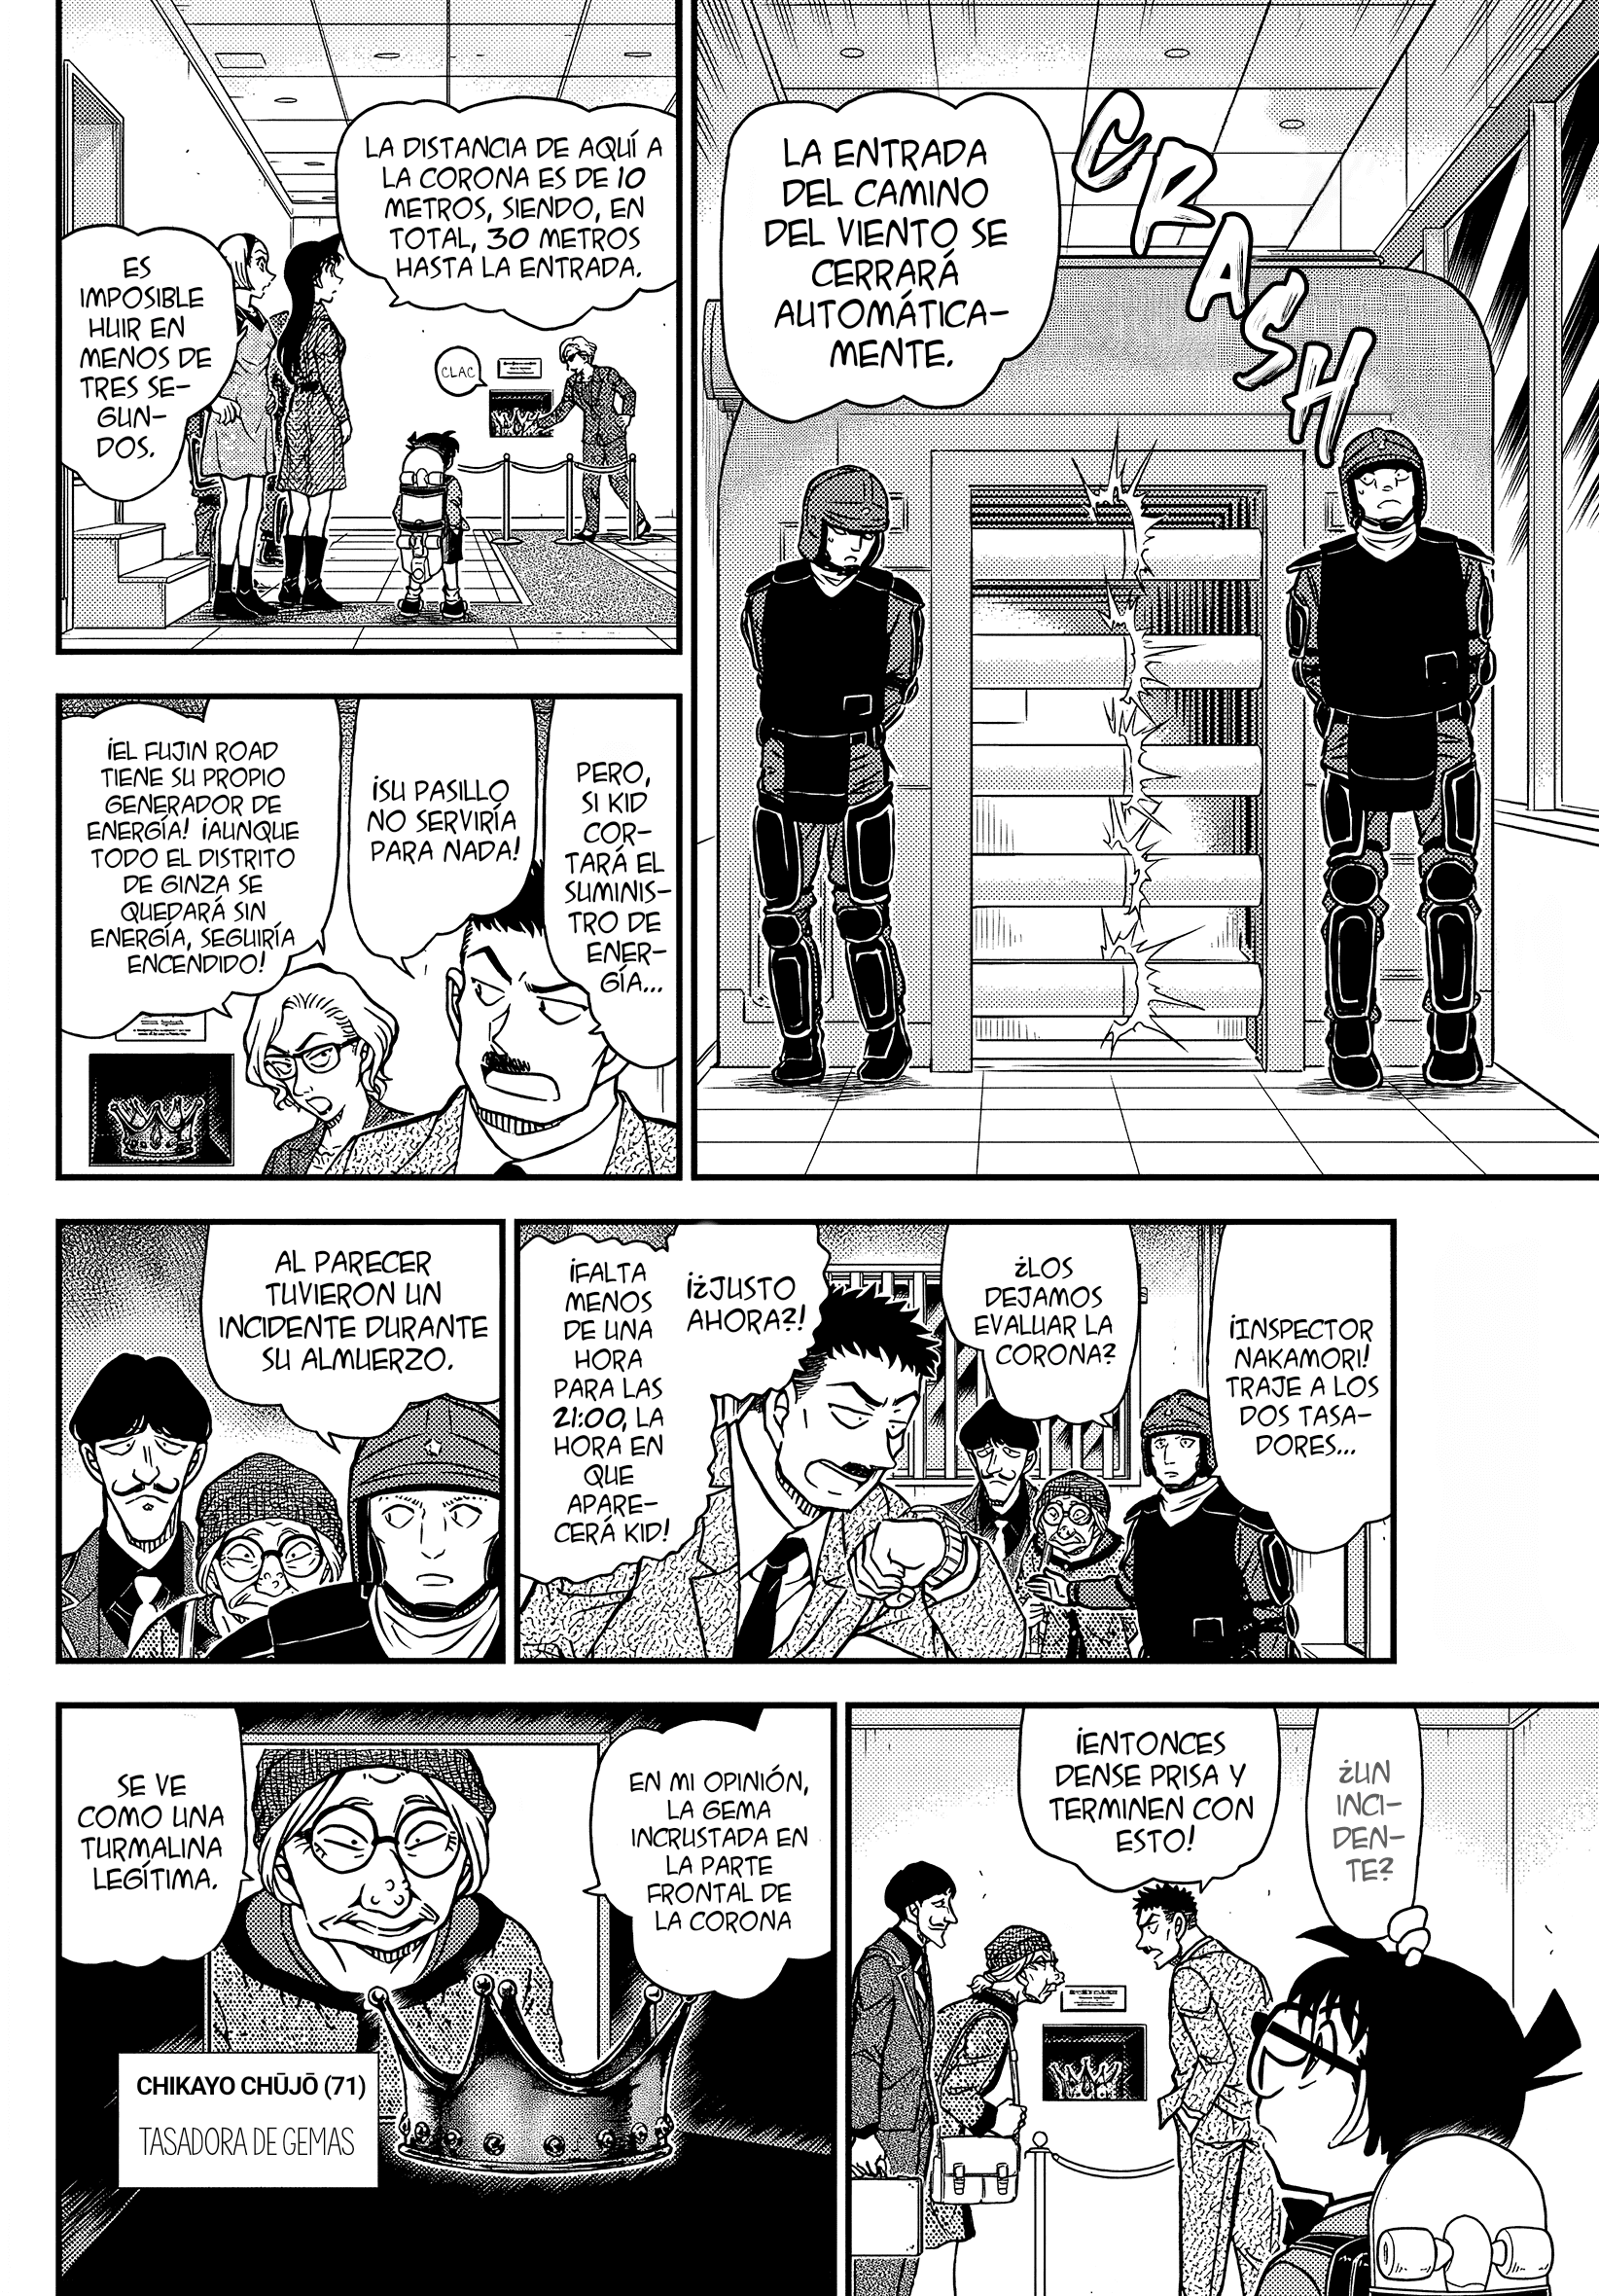 LA ENTRADA
DEL CAMINO
DEL VIENTO SE
CERRARÁ
AUTOMÁTICA-
MENTE.
CRASH
LA DISTANCIA DE AQUÍ A
LA CORONA ES DE 10
METROS, SIENDO, EN
TOTAL, 30 METROS
HASTA LA ENTRADA.
CLAC
ES
IMPOSIBLE
HUIR EN
MENOS DE
TRES SE-
GUN-
DOS.
PERO,
SI KID
COR-
TARÁ EL
SUMINIS-
TRO DE
ENER-
GÍA...
¡SU PASILLO
NO SERVIRÍA
PARA NADA!
¡EL FUJIN ROAD
TIENE SU PROPIO
GENERADOR DE
ENERGÍA! ¡AUNQUE
TODO EL DISTRITO
DE GINZA SE
QUEDARÁ SIN
ENERGÍA, SEGUIRÍA
ENCENDIDO!
¡INSPECTOR
NAKAMORI!
TRAJE A LOS
DOS TASA-
DORES...
¿LOS
DEJAMOS
EVALUAR LA
CORONA?
¡¿JUSTO
AHORA?!
¡FALTA
MENOS
DE UNA
HORA
PARA LAS
21:00, LA
HORA EN
QUE
APARE-
CERÁ KID!
AL PARECER
TUVIERON UN
INCIDENTE DURANTE
SU ALMUERZO.
¿UN
INCI-
DEN-
TE?
¡ENTONCES
DENSE PRISA Y
TERMINEN CON
ESTO!
EN MI OPINIÓN,
LA GEMA
INCRUSTADA EN
LA PARTE
FRONTAL DE
LA CORONA
SE VE
COMO UNA
TURMALINA
LEGÍTIMA.
CHIKAYO CHŪJŌ (71)
TASADORA DE GEMAS